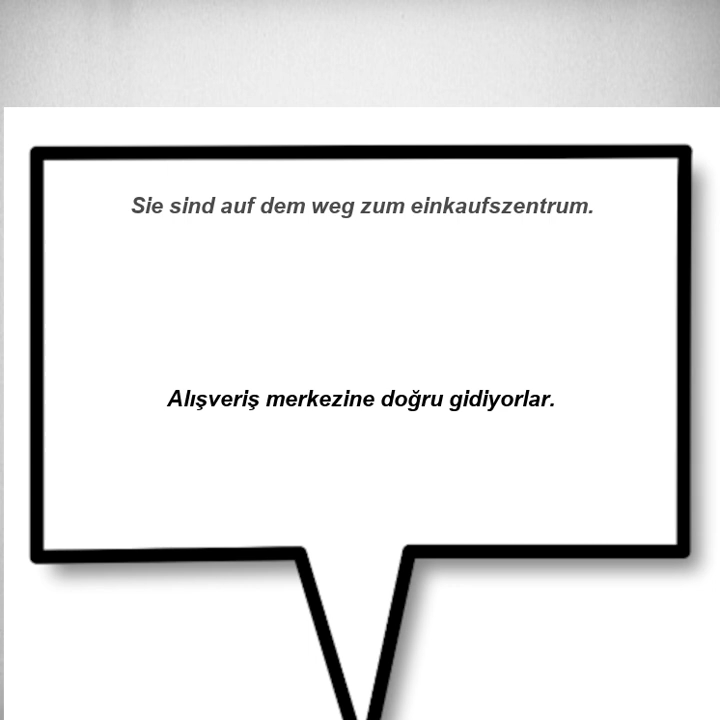 Sie sind auf dem weg zum einkaufszentrum.
Alışveriş merkezine doğru gidiyorlar.